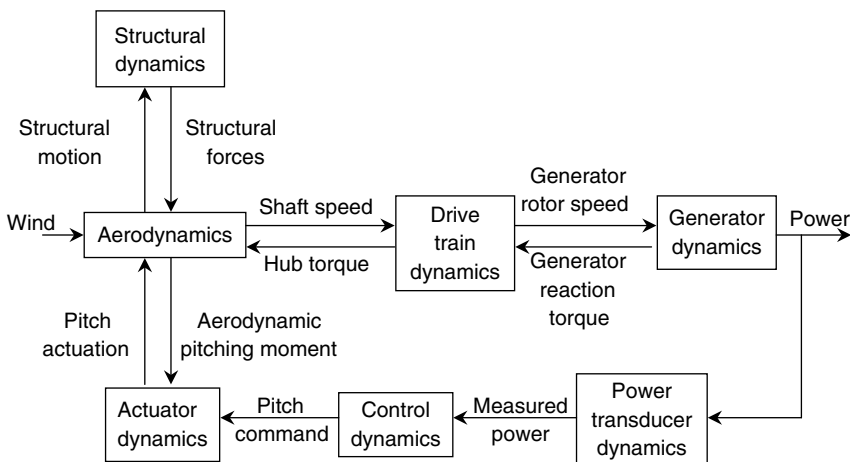 Structural
dynamics
Structural
motion
Structural
forces
Wind
Aerodynamics
Shaft speed
Hub torque
Drive
train
dynamics
Generator
rotor speed
Generator
reaction
torque
Generator
dynamics
Power
Pitch
actuation
Aerodynamic
pitching moment
Actuator
dynamics
Pitch
command
Control
dynamics
Measured
power
Power
transducer
dynamics